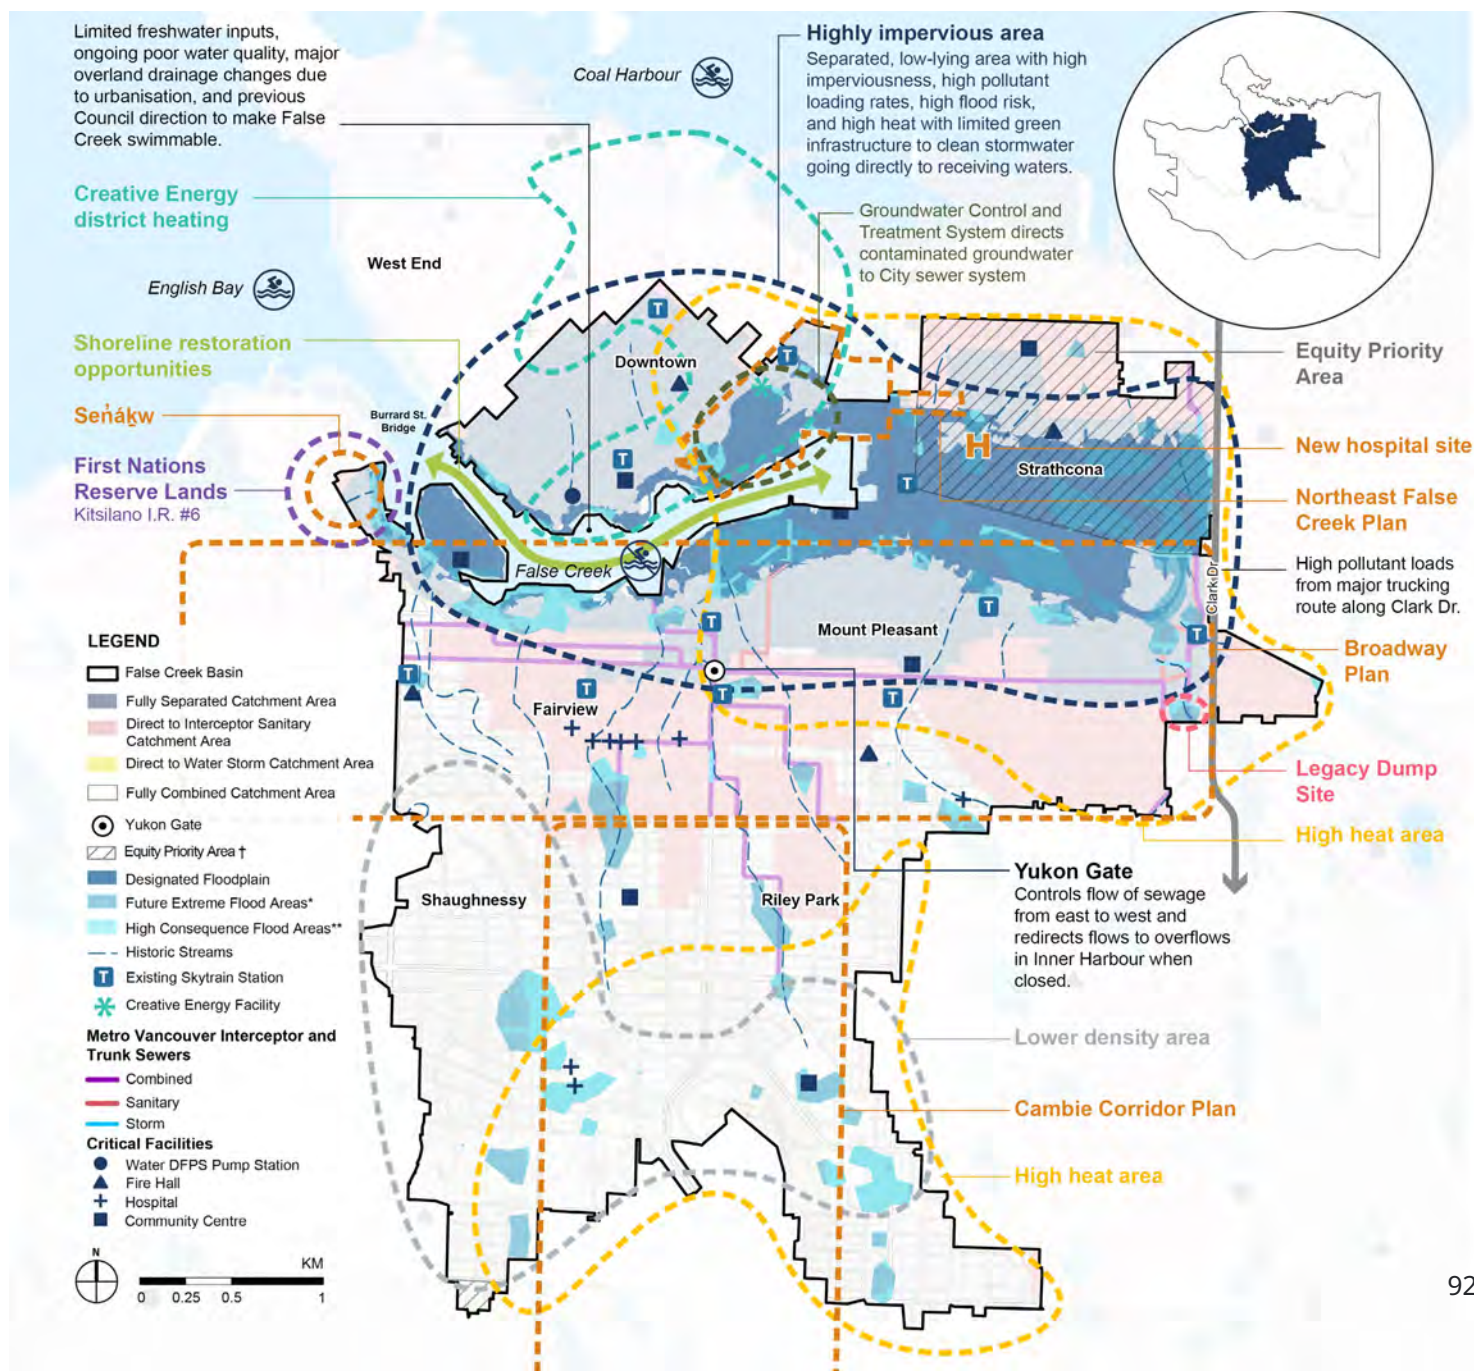 Limited freshwater inputs,
ongoing poor water quality, major
overland drainage changes due
to urbanisation, and previous
Council direction to make False
Creek swimmable.
Coal Harbour
Highly impervious area
Separated, low-lying area with high
imperviousness, high pollutant
loading rates, high flood risk,
and high heat with limited green
infrastructure to clean stormwater
going directly to receiving waters.
Creative Energy
district heating
Groundwater Control and
Treatment System directs
contaminated groundwater
to City sewer system
West End
English Bay
T
Shoreline restoration
opportunities
Downtown
T
Equity Priority
Area
Burrard St.
Bridge
Sen̓áḵw
H
New hospital site
First Nations
Reserve Lands
Kitsilano I.R. #6
T
Strathcona
T
Northeast False
Creek Plan
False Creek
High pollutant loads
from major trucking
route along Clark Dr.
Clark Dr.
T
T
Mount Pleasant
T
Broadway
Plan
T
T
Fairview
T
T
LEGEND
False Creek Basin
Fully Separated Catchment Area
Direct to Interceptor Sanitary
Catchment Area
Direct to Water Storm Catchment Area
Fully Combined Catchment Area
Yukon Gate
Equity Priority Area †
Designated Floodplain
Future Extreme Flood Areas*
High Consequence Flood Areas**
Historic Streams
T Existing Skytrain Station
Creative Energy Facility
Metro Vancouver Interceptor and
Trunk Sewers
Combined
Sanitary
Storm
Critical Facilities
Water DFPS Pump Station
Fire Hall
Hospital
Community Centre
Legacy Dump
Site
High heat area
Shaughnessy
Riley Park
Yukon Gate
Controls flow of sewage
from east to west and
redirects flows to overflows
in Inner Harbour when
closed.
Lower density area
Cambie Corridor Plan
High heat area
N
KM
0 0.25 0.5 1
92